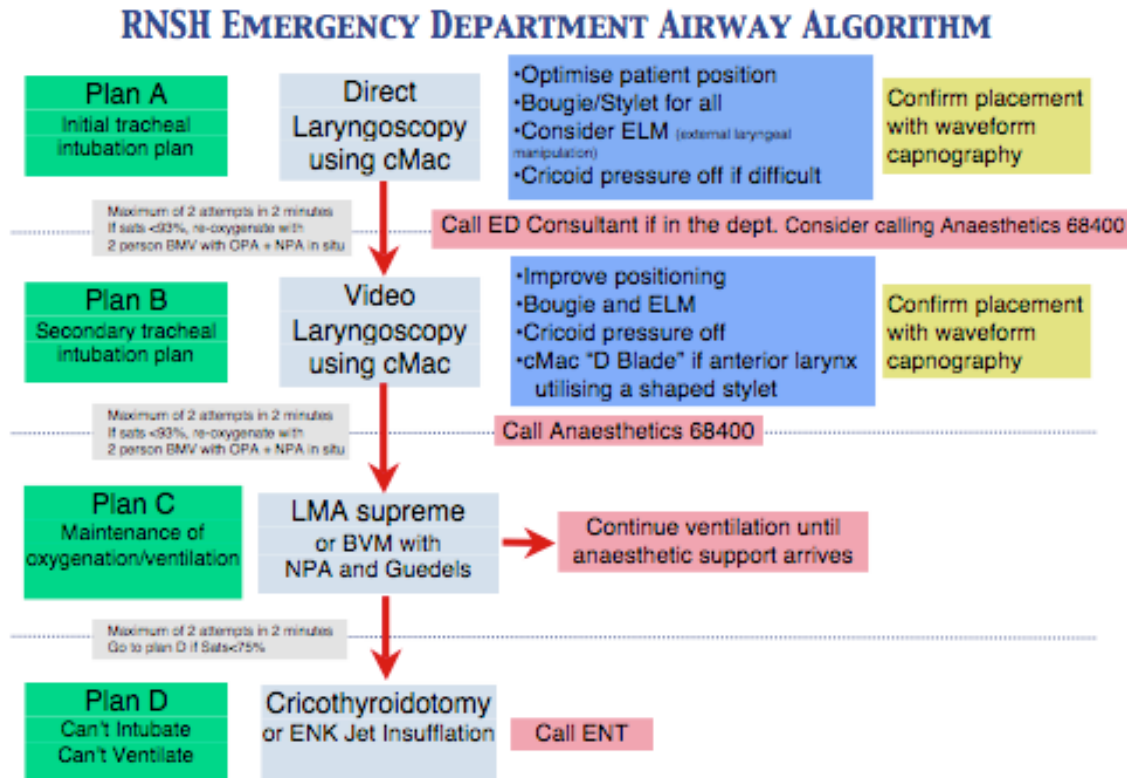 RNSH EMERGENCY DEPARTMENT AIRWAY ALGORITHM
Plan A
Initial tracheal
intubation plan
Direct
Laryngoscopy
using cMac
•Optimise patient position
•Bougie/Stylet for all
•Consider ELM (external laryngeal
manipulation)
•Cricoid pressure off if difficult
Confirm placement
with waveform
capnography
Maximum of 2 attempts in 2 minutes
If sats <93%, re-oxygenate with
2 person BMV with OPA + NPA in situ
Call ED Consultant if in the dept. Consider calling Anaesthetics 68400
Plan B
Secondary tracheal
intubation plan
Video
Laryngoscopy
using cMac
•Improve positioning
•Bougie and ELM
•Cricoid pressure off
•cMac “D Blade” if anterior larynx
utilising a shaped stylet
Confirm placement
with waveform
capnography
Maximum of 2 attempts in 2 minutes
If sats <93%, re-oxygenate with
2 person BMV with OPA + NPA in situ
Call Anaesthetics 68400
Plan C
Maintenance of
oxygenation/ventilation
LMA supreme
or BVM with
NPA and Guedels
Continue ventilation until
anaesthetic support arrives
Maximum of 2 attempts in 2 minutes
Go to plan D if Sats<75%
Plan D
Can't Intubate
Can't Ventilate
Cricothyroidotomy
or ENK Jet Insufflation
Call ENT